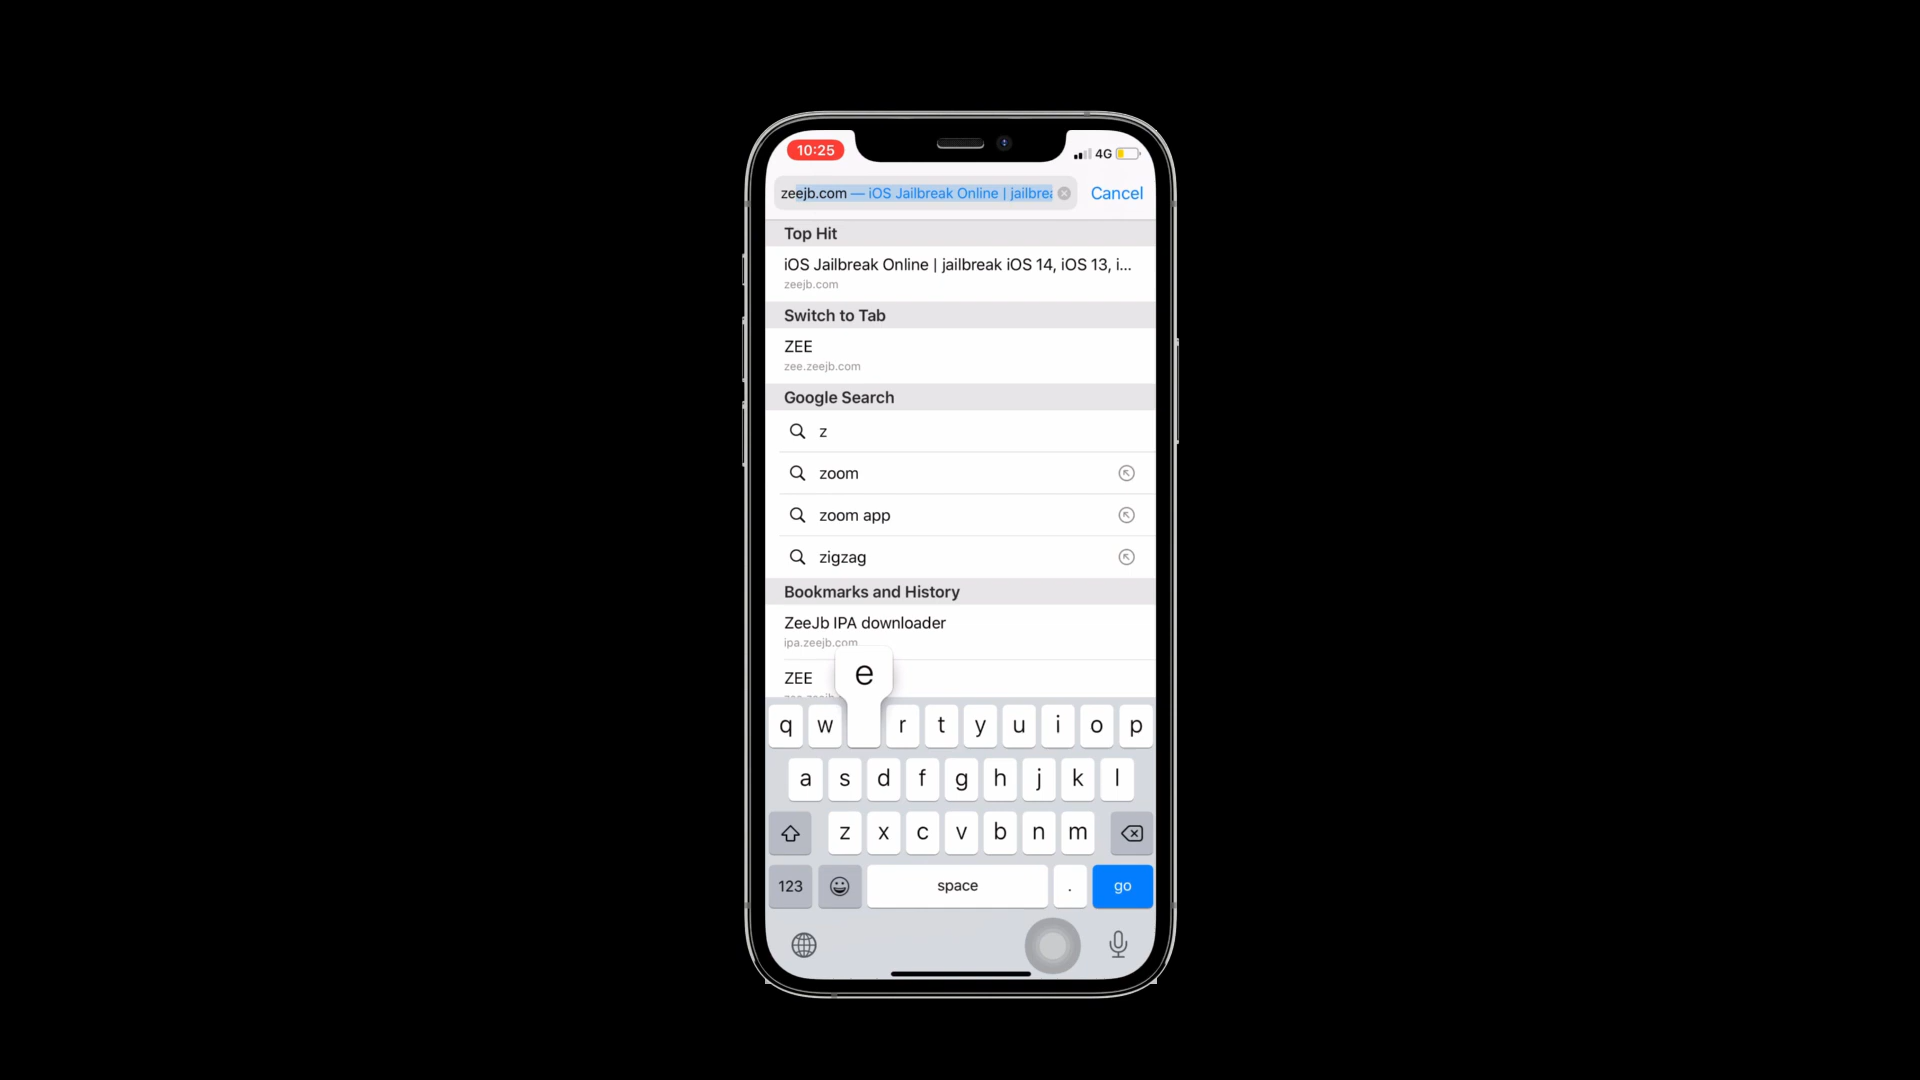 10:25
4G
zeejb.com — iOS Jailbreak Online | jailbrea
Cancel
Top Hit
iOS Jailbreak Online | jailbreak iOS 14, iOS 13, i...
zeejb.com
Switch to Tab
ZEE
zee.zeejb.com
Google Search
z
zoom
zoom app
zigzag
Bookmarks and History
ZeeJb IPA downloader
ipa.zeejb.com
ZEE
e
q w r t y u i o p
a s d f g h j k l
z x c v b n m
123 space . go